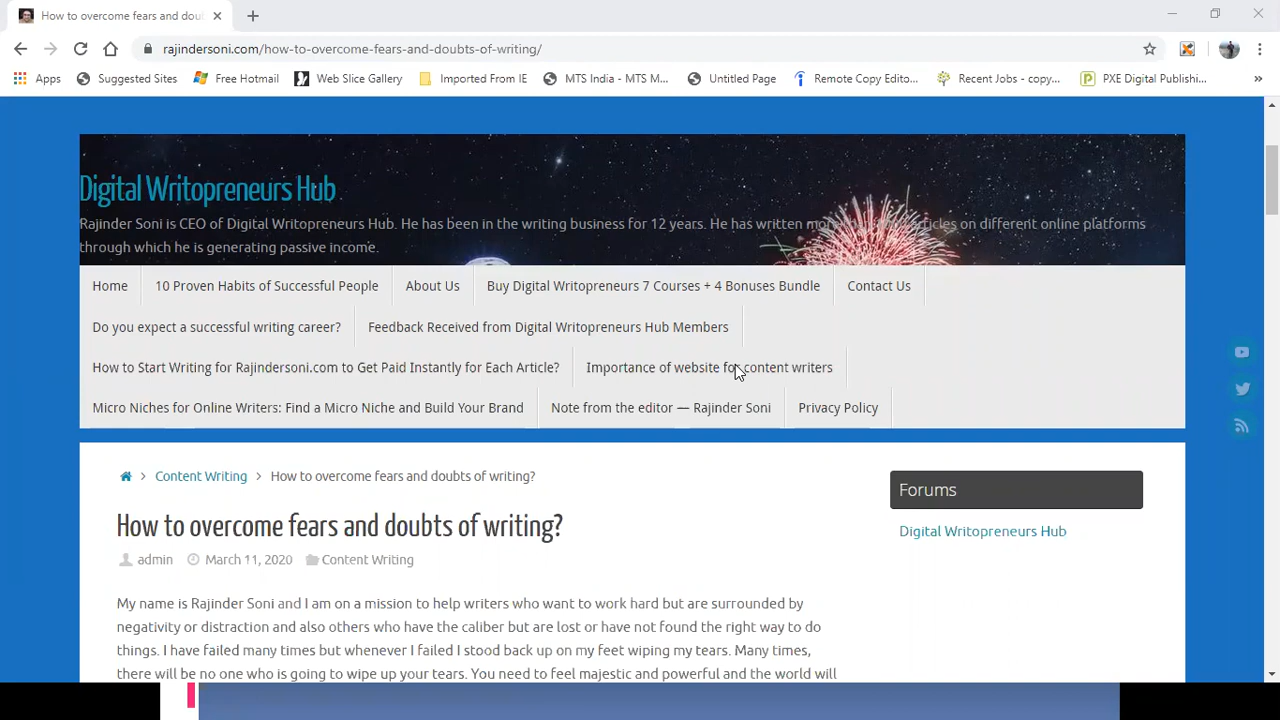 How to overcome fears and dou
rajindersoni.com/how-to-overcome-fears-and-doubts-of-writing/
Apps Suggested Sites Free Hotmail Web Slice Gallery Imported From IE MTS India - MTS M... Untitled Page Remote Copy Edito... Recent Jobs - copy... PXE Digital Publishi... »
Digital Writopreneurs Hub
Rajinder Soni is CEO of Digital Writopreneurs Hub. He has been in the writing business for 12 years. He has written articles on different online platforms
through which he is generating passive income.
Home 10 Proven Habits of Successful People About Us Buy Digital Writopreneurs 7 Courses + 4 Bonuses Bundle Contact Us
Do you expect a successful writing career? Feedback Received from Digital Writopreneurs Hub Members
How to Start Writing for Rajindersoni.com to Get Paid Instantly for Each Article? Importance of website for content writers
Micro Niches for Online Writers: Find a Micro Niche and Build Your Brand Note from the editor — Rajinder Soni Privacy Policy
Content Writing > How to overcome fears and doubts of writing?
Forums
How to overcome fears and doubts of writing?
Digital Writopreneurs Hub
admin March 11, 2020 Content Writing
My name is Rajinder Soni and I am on a mission to help writers who want to work hard but are surrounded by
negativity or distraction and also others who have the caliber but are lost or have not found the right way to do
things. I have failed many times but whenever I failed I stood back up on my feet wiping my tears. Many times,
there will be no one who is going to wipe up your tears. You need to feel majestic and powerful and the world will